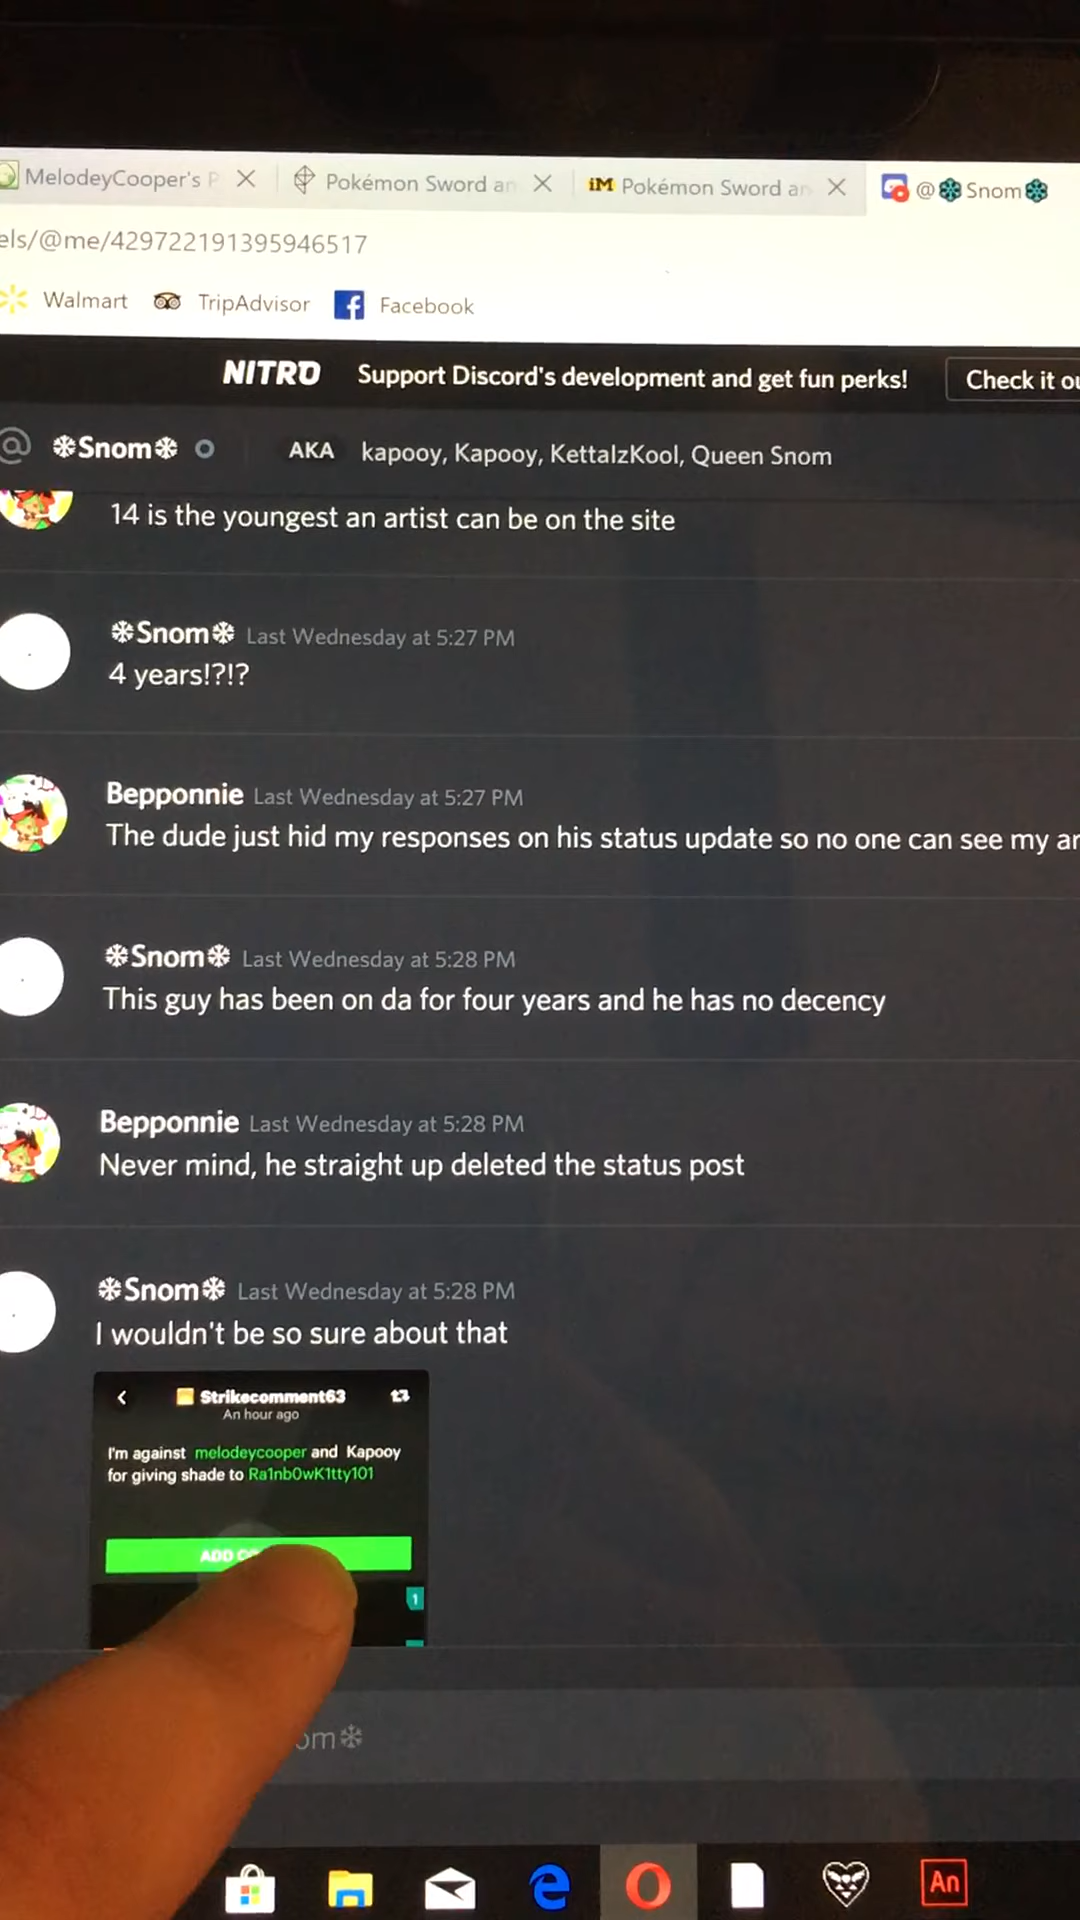 MelodeyCooper's
Pokémon Sword an
iM Pokémon Sword an
@❄Snom❄
els/@me/429722191395946517
Walmart
TripAdvisor
Facebook
NITRO
Support Discord's development and get fun perks!
Check it ou
@ ❄Snom❄
AKA kapooy, Kapooy, KettalzKool, Queen Snom
14 is the youngest an artist can be on the site
❄Snom❄ Last Wednesday at 5:27 PM
4 years!?!?
Bepponnie Last Wednesday at 5:27 PM
The dude just hid my responses on his status update so no one can see my ar
❄Snom❄ Last Wednesday at 5:28 PM
This guy has been on da for four years and he has no decency
Bepponnie Last Wednesday at 5:28 PM
Never mind, he straight up deleted the status post
❄Snom❄ Last Wednesday at 5:28 PM
I wouldn't be so sure about that
Strikecomment63
An hour ago
I'm against melodeycooper and Kapooy
for giving shade to Ra1nb0wK1tty101
ADD
1
om❄
An